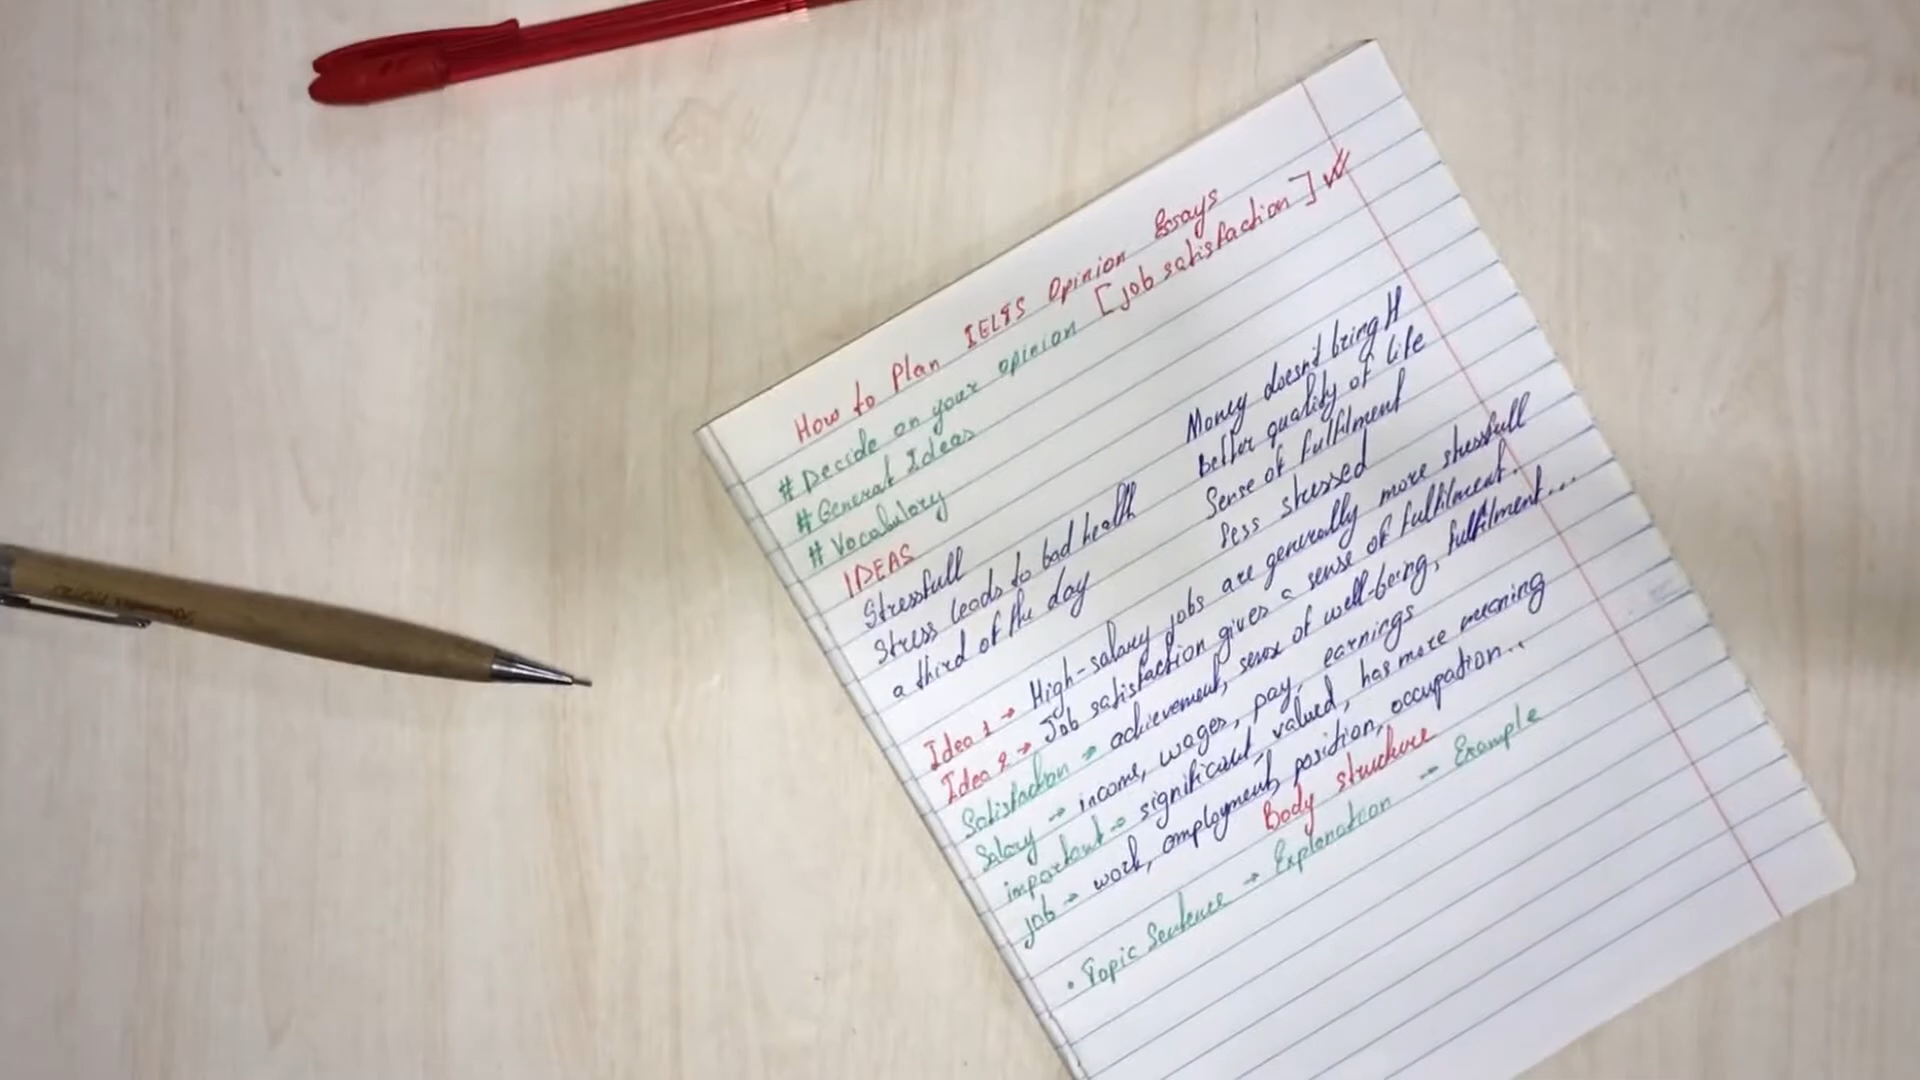 How to Plan IELTS Opinion Essays
# Decide on your opinion [job satisfaction]
# Generat Ideas
# Vocabulary
IDEAS
Stressfull
Stress leads to bad health
a third of the day
Money doesn't bring H
Better quality of life
Sense of fulfilment
Less stressed
Idea 1 → High-salary jobs are generally more stressfull
Idea 2 → Job satisfaction gives a sense of fulfilment.
Satisfaction → achievement, sense of well-being, fulfilment...
Salary → income, wages, pay, earnings
important → significant, valued, has more meaning
job → work, employment, position, occupation...
Body structure
• Topic Sentence → Explanation → Example